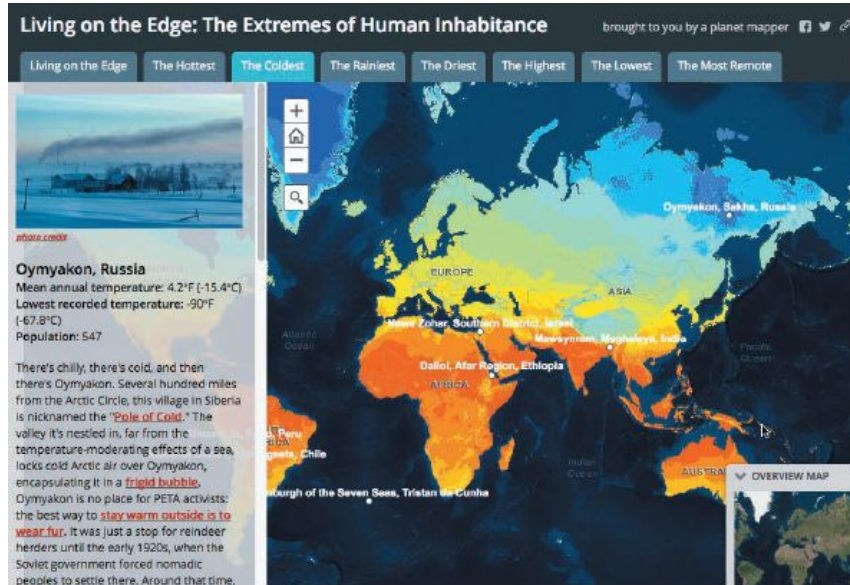 Living on the Edge: The Extremes of Human Inhabitance
brought to you by a planet mapper
Living on the Edge
The Hottest
The Coldest
The Rainiest
The Driest
The Highest
The Lowest
The Most Remote
photo credit
Oymyakon, Russia
Mean annual temperature: 4.2°F (-15.4°C)
Lowest recorded temperature: -90°F
(-67.8°C)
Population: 547
There's chilly, there's cold, and then
there's Oymyakon. Several hundred miles
from the Arctic Circle, this village in Siberia
is nicknamed the "Pole of Cold." The
valley it's nestled in, far from the
temperature-moderating effects of a sea,
locks cold Arctic air over Oymyakon,
encapsulating it in a frigid bubble.
Oymyakon is no place for PETA activists:
the best way to stay warm outside is to
wear fur. It was just a stop for reindeer
herders until the early 1920s, when the
Soviet government forced nomadic
peoples to settle there. Around that time,
Oymyakon, Sakha, Russia
EUROPE
ASIA
Neve Zohar, Southern District, Israel
Mawsynram, Meghalaya, India
Atlantic
Ocean
Pacific
Ocean
Dallol, Afar Region, Ethiopia
AFRICA
Peru
Chile
Indian
Ocean
AUSTRA
burgh of the Seven Seas, Tristan da Cunha
OVERVIEW MAP